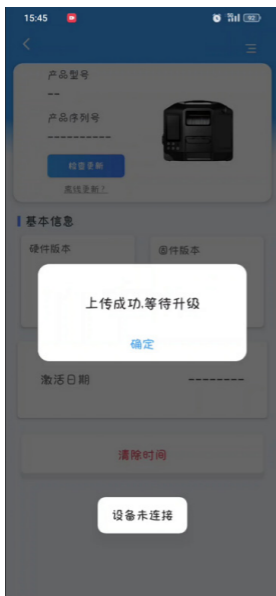 15:45
92
产品型号
--
产品序列号
----------
检查更新
离线更新?
基本信息
硬件版本
固件版本
上传成功.等待升级
确定
激活日期
--------
清除时间
设备未连接